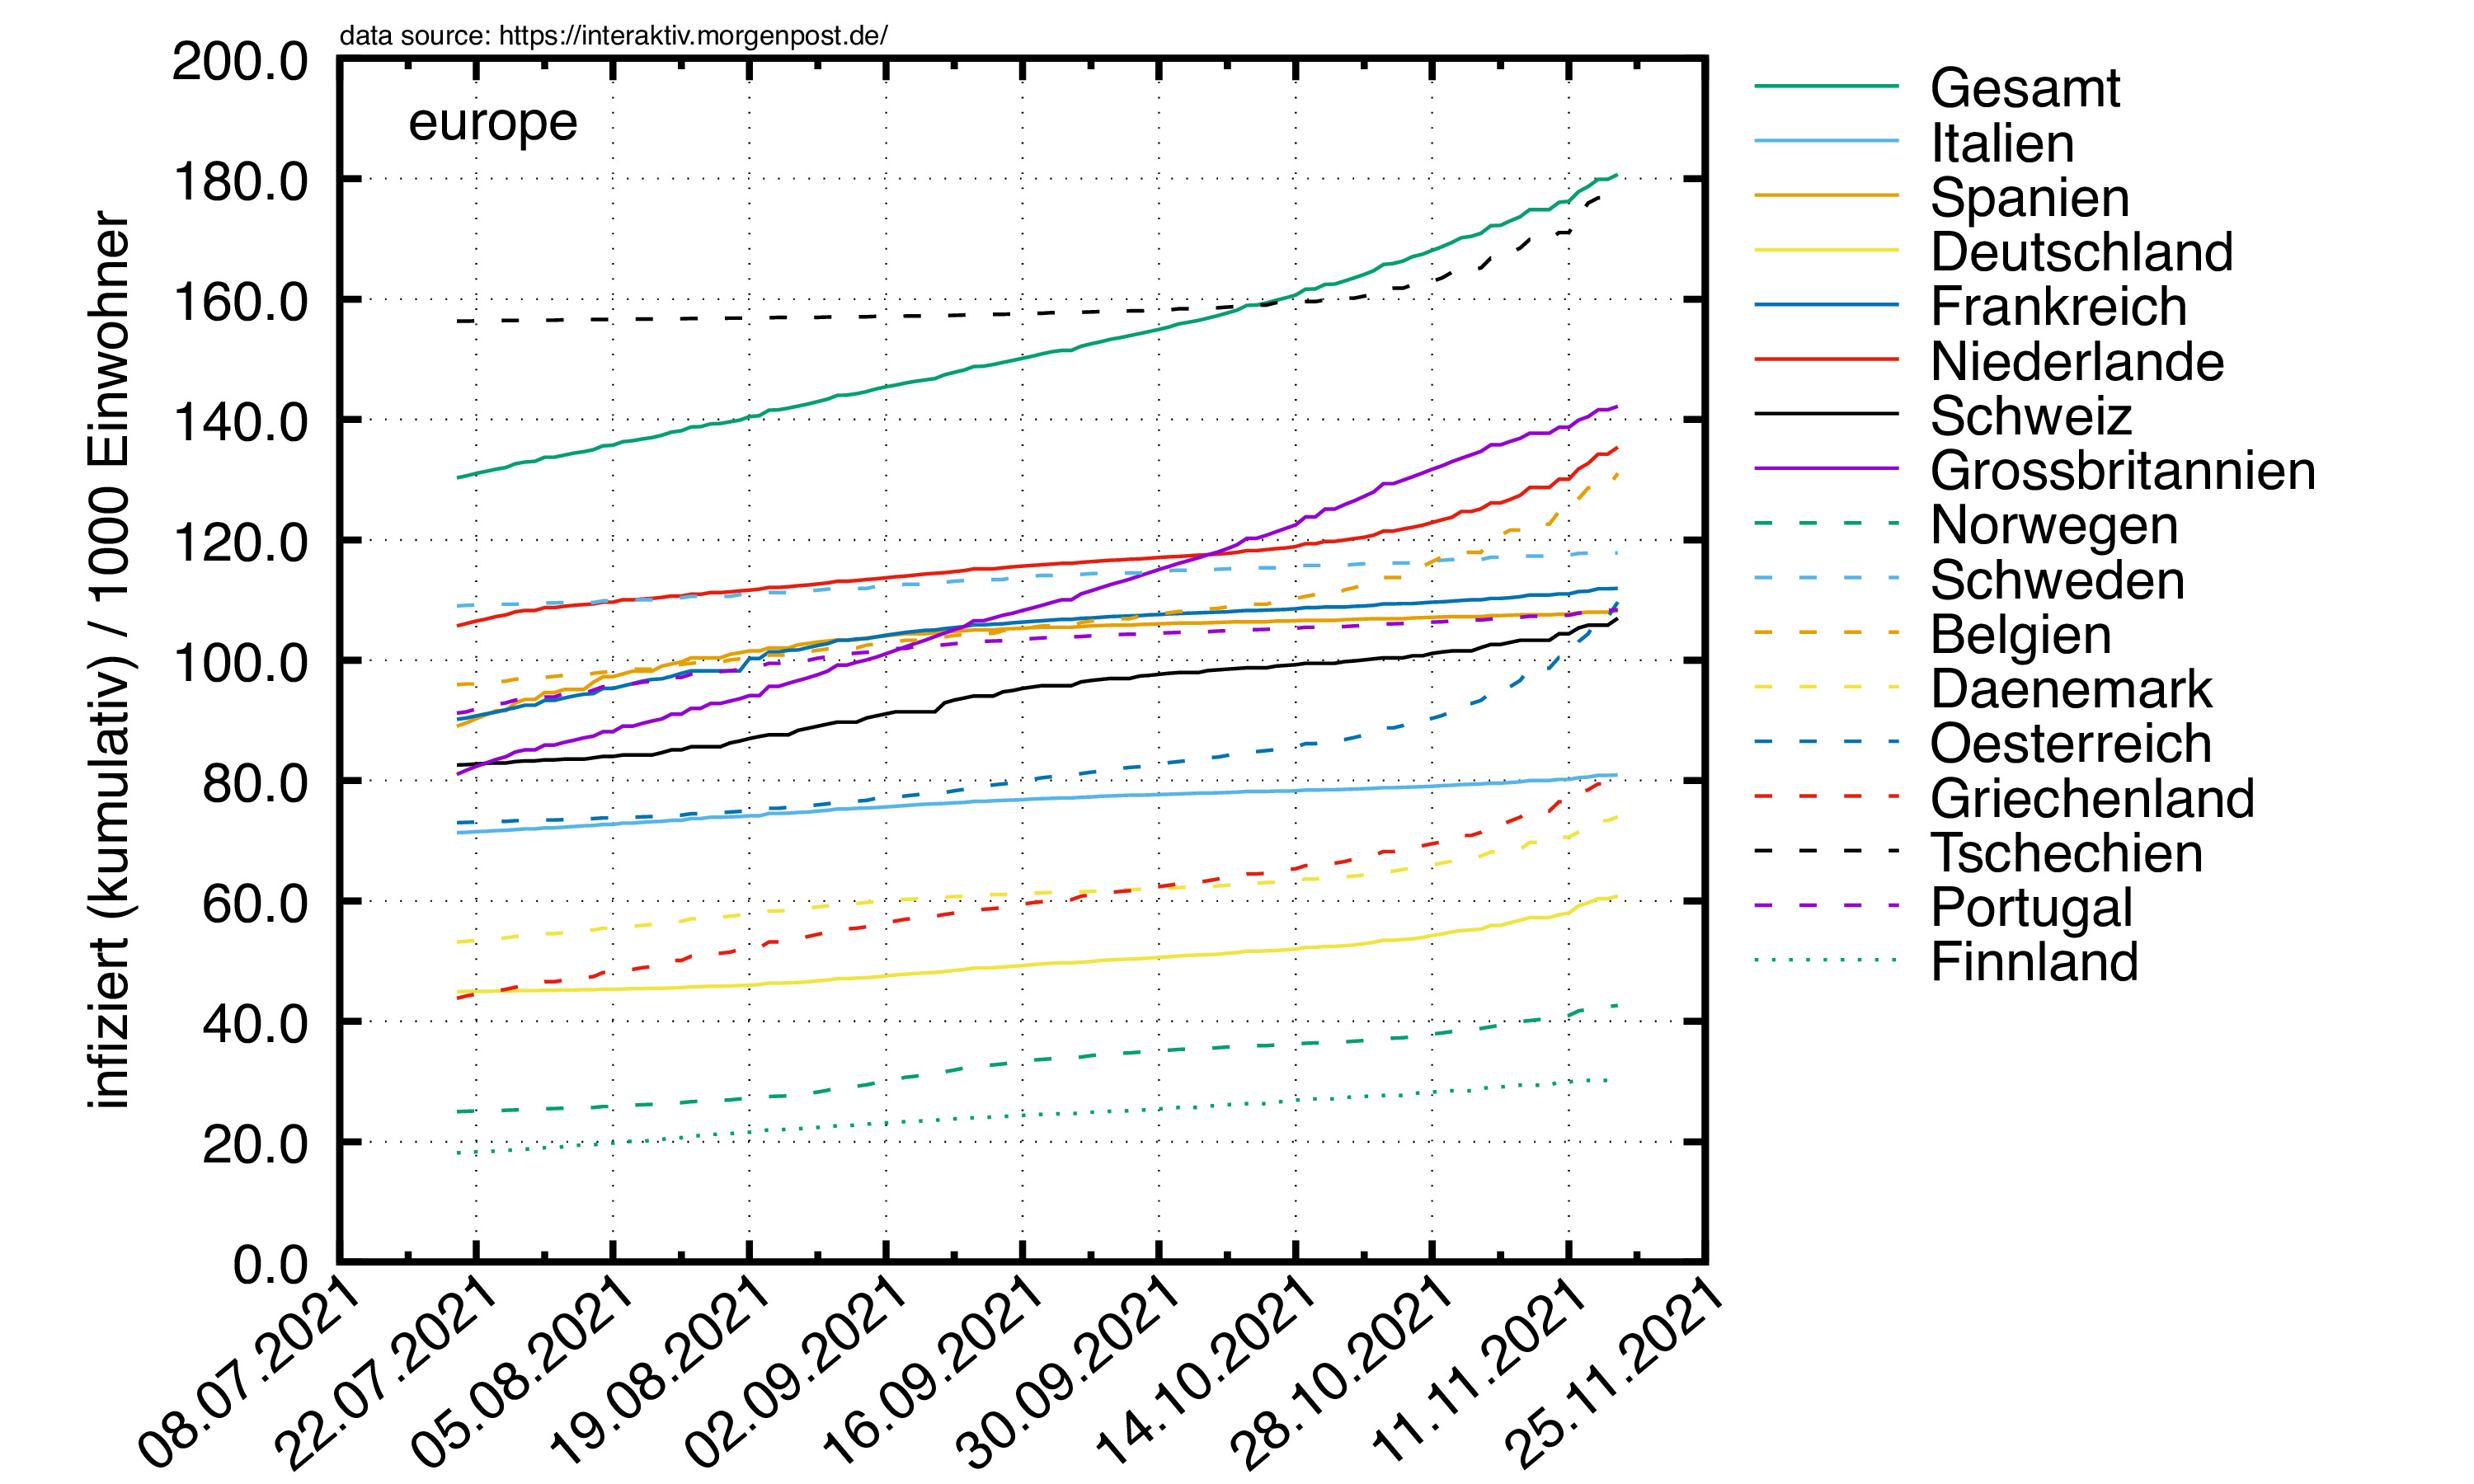 data source: https://interaktiv.morgenpost.de/
europe
infiziert (kumulativ) / 1000 Einwohner
200.0
180.0
160.0
140.0
120.0
100.0
80.0
60.0
40.0
20.0
0.0
08.07.2021
22.07.2021
05.08.2021
19.08.2021
02.09.2021
16.09.2021
30.09.2021
14.10.2021
28.10.2021
11.11.2021
25.11.2021
Gesamt
Italien
Spanien
Deutschland
Frankreich
Niederlande
Schweiz
Grossbritannien
Norwegen
Schweden
Belgien
Daenemark
Oesterreich
Griechenland
Tschechien
Portugal
Finnland